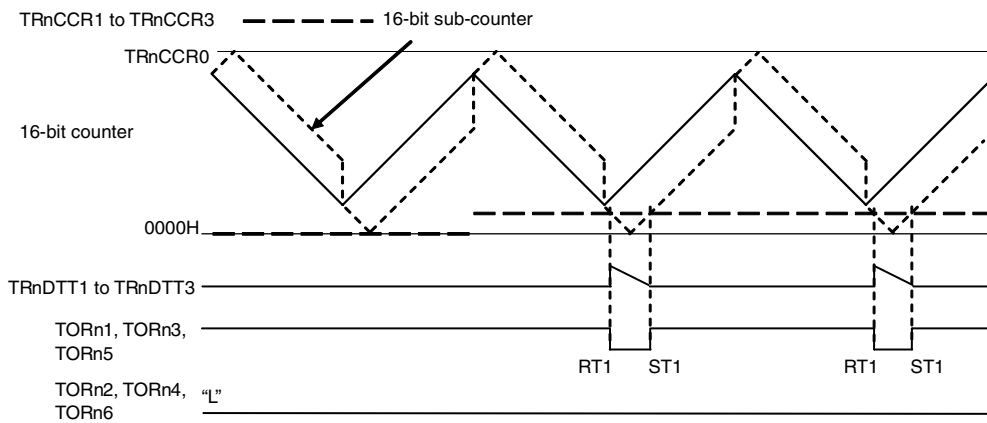 TRnCCR1 to TRnCCR3
16-bit sub-counter
TRnCCR0
16-bit counter
0000H
TRnDTT1 to TRnDTT3
TORn1, TORn3,
TORn5
RT1 ST1 RT1 ST1
TORn2, TORn4, “L”
TORn6